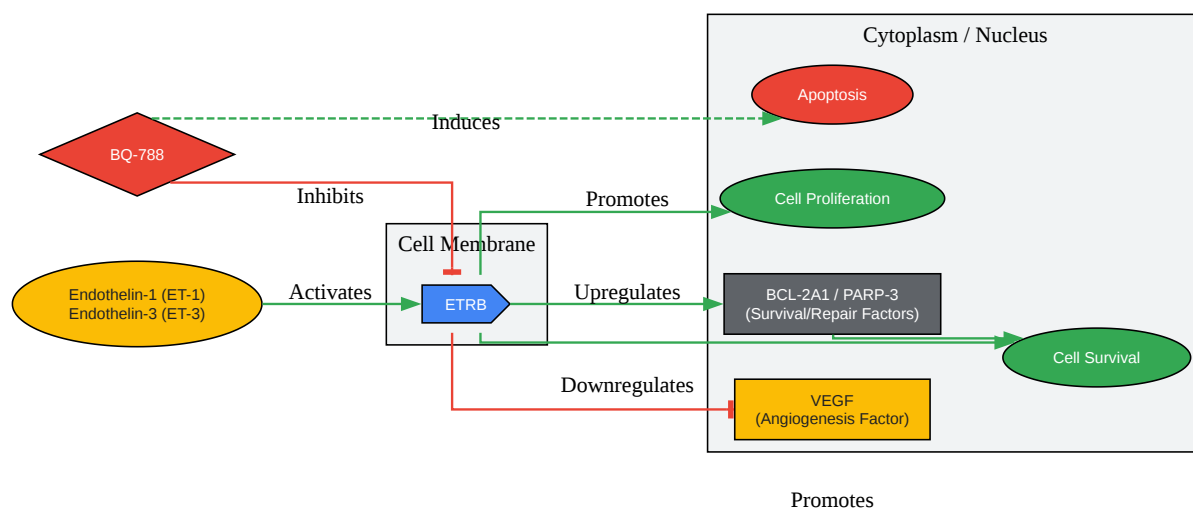 Cytoplasm / Nucleus
Apoptosis
Induces
BQ-788
Inhibits
Promotes
Cell Proliferation
Cell Membrane
Endothelin-1 (ET-1)
Endothelin-3 (ET-3)
Activates
ETRB
Upregulates
BCL-2A1 / PARP-3
(Survival/Repair Factors)
Cell Survival
Downregulates
VEGF
(Angiogenesis Factor)
Promotes